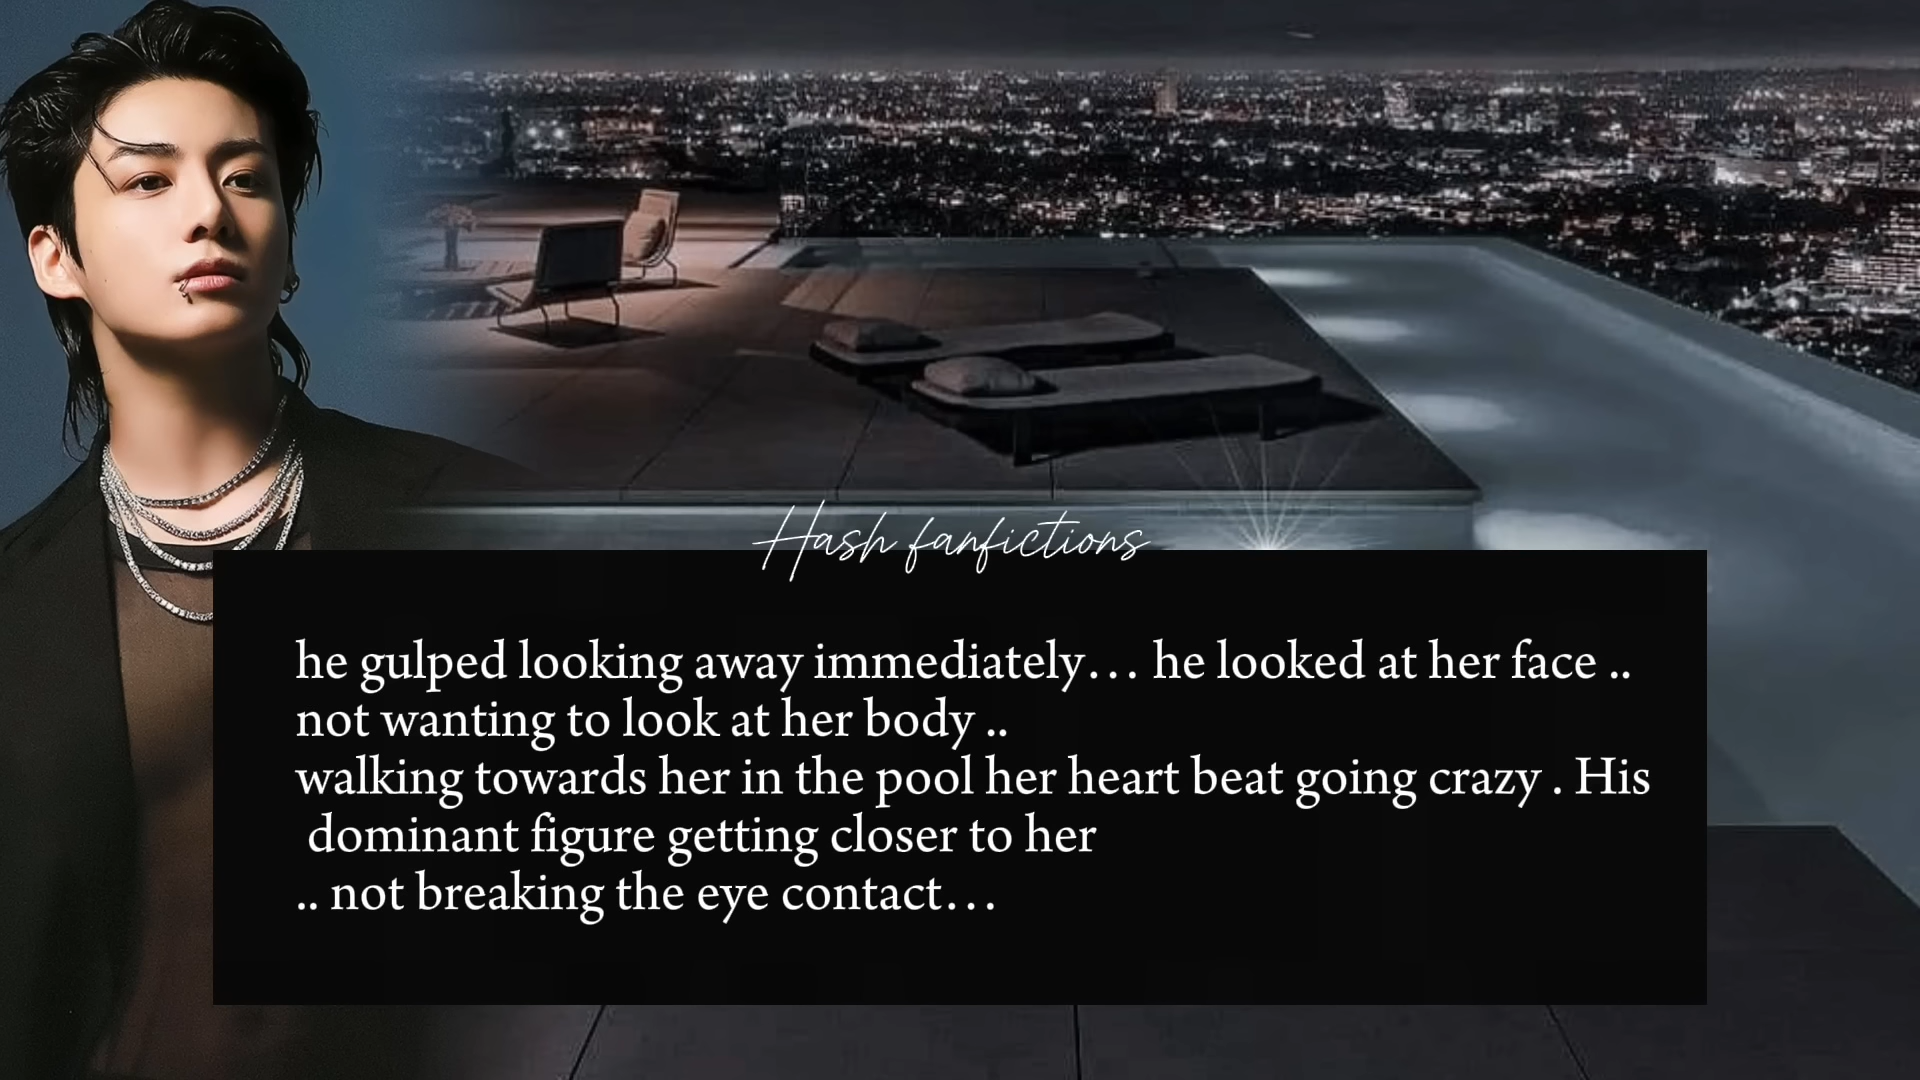 Hash fanfictions
he gulped looking away immediately… he looked at her face ..
not wanting to look at her body ..
walking towards her in the pool her heart beat going crazy . His
dominant figure getting closer to her
.. not breaking the eye contact…